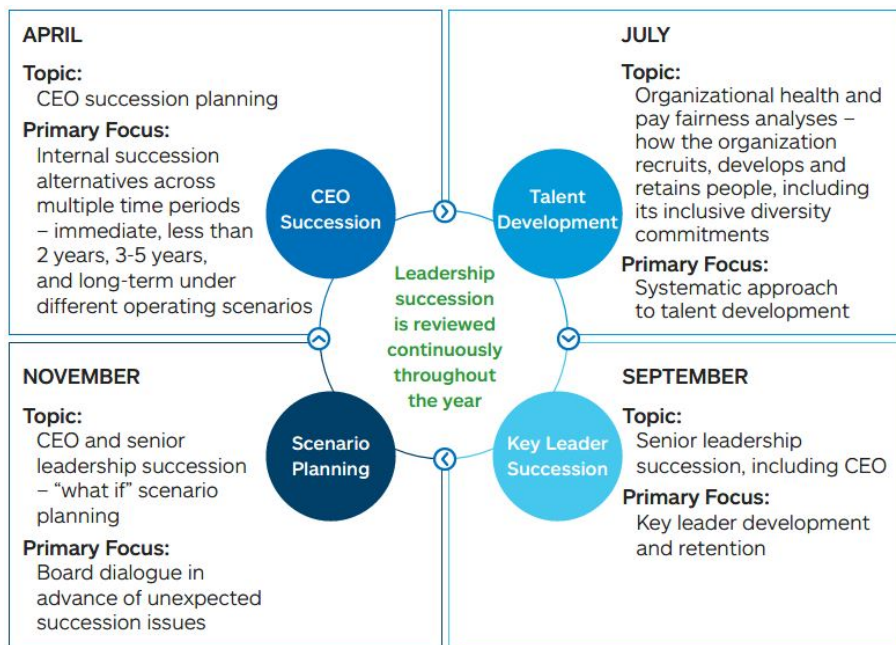 APRIL
Topic:
CEO succession planning
Primary Focus:
Internal succession
alternatives across
multiple time periods
– immediate, less than
2 years, 3-5 years,
and long-term under
different operating scenarios
CEO
Succession
JULY
Topic:
Organizational health and
pay fairness analyses –
how the organization
recruits, develops and
retains people, including
its inclusive diversity
commitments
Primary Focus:
Systematic approach
to talent development
Talent
Development
Leadership
succession
is reviewed
continuously
throughout
the year
NOVEMBER
Topic:
CEO and senior
leadership succession
– “what if” scenario
planning
Primary Focus:
Board dialogue in
advance of unexpected
succession issues
Scenario
Planning
Key Leader
Succession
SEPTEMBER
Topic:
Senior leadership
succession, including CEO
Primary Focus:
Key leader development
and retention